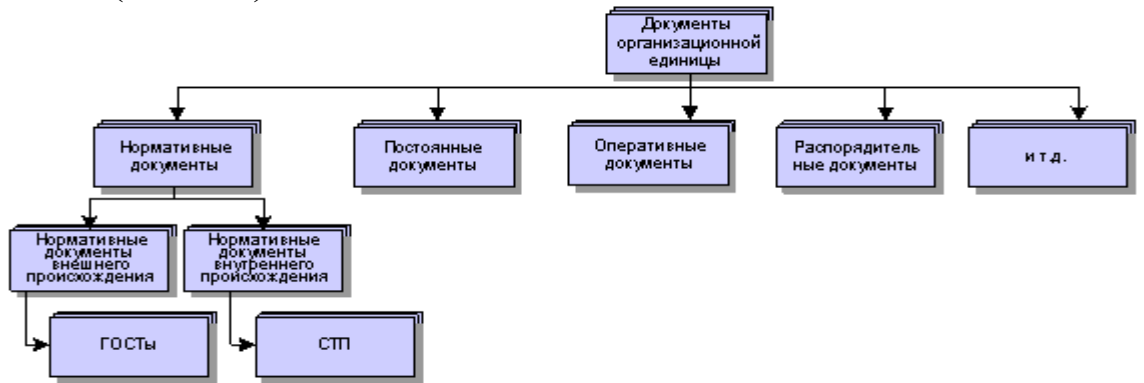 Документы
организационной
единицы
Нормативные
документы
Постоянные
документы
Оперативные
документы
Распорядитель
ные документы
и т.д.
Нормативные
документы
внешнего
происхождения
Нормативные
документы
внутреннего
происхождения
ГОСТы
СТП